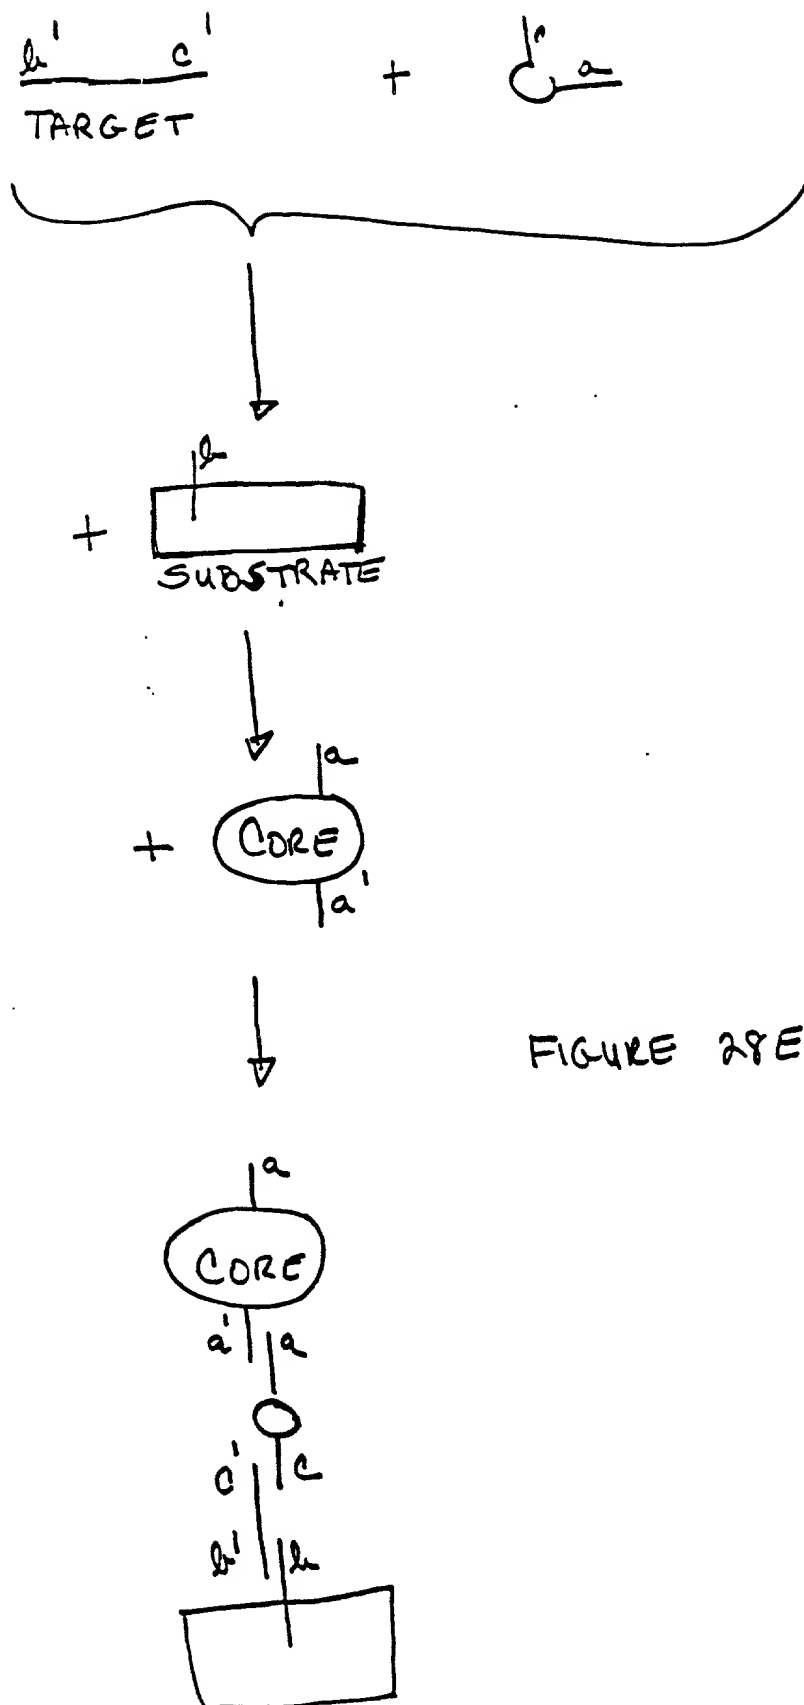 b' c'
TARGET
+
c
a
b
+
SUBSTRATE
a
+ CORE
a'
FIGURE 28E
a
CORE
a' a
c' c
b' b